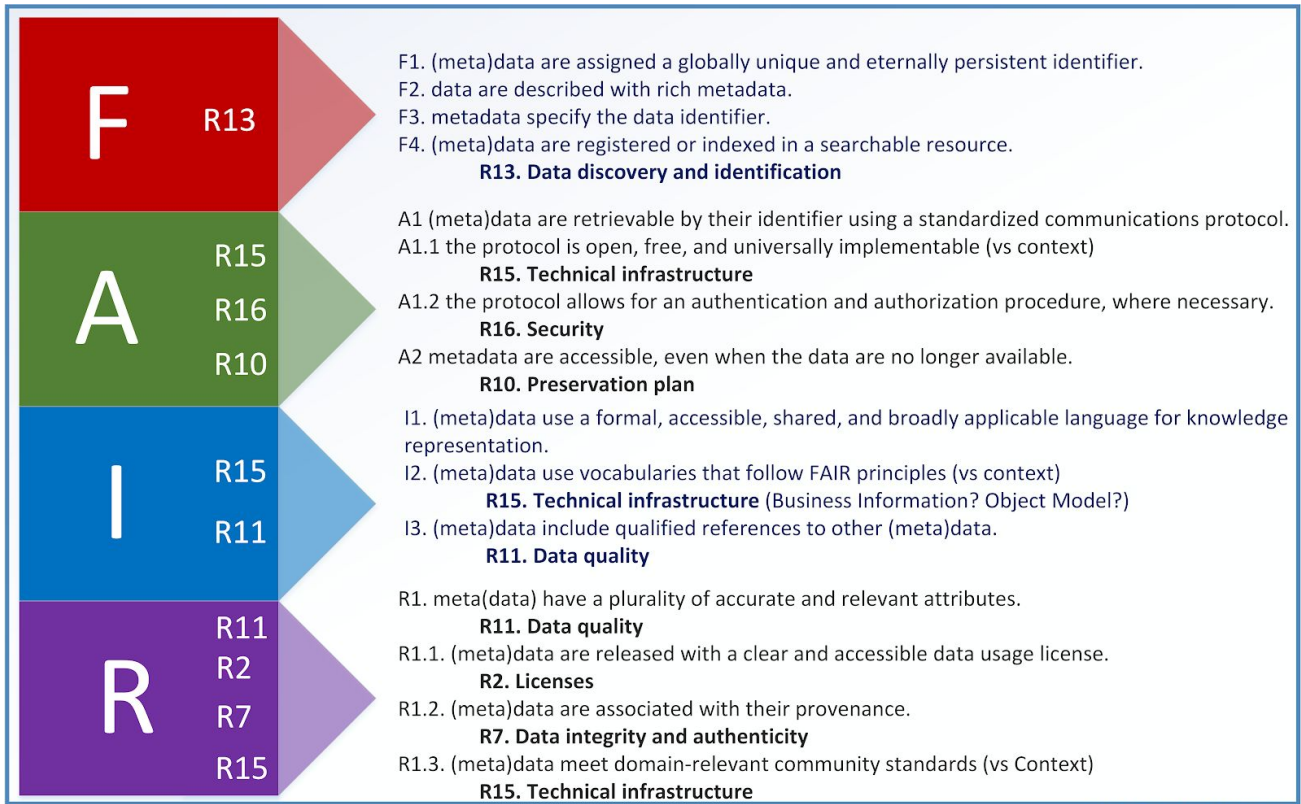 F
R13
F1. (meta)data are assigned a globally unique and eternally persistent identifier.
F2. data are described with rich metadata.
F3. metadata specify the data identifier.
F4. (meta)data are registered or indexed in a searchable resource.
R13. Data discovery and identification
A
R15
R16
R10
A1 (meta)data are retrievable by their identifier using a standardized communications protocol.
A1.1 the protocol is open, free, and universally implementable (vs context)
R15. Technical infrastructure
A1.2 the protocol allows for an authentication and authorization procedure, where necessary.
R16. Security
A2 metadata are accessible, even when the data are no longer available.
R10. Preservation plan
I
R15
R11
I1. (meta)data use a formal, accessible, shared, and broadly applicable language for knowledge
representation.
I2. (meta)data use vocabularies that follow FAIR principles (vs context)
R15. Technical infrastructure (Business Information? Object Model?)
I3. (meta)data include qualified references to other (meta)data.
R11. Data quality
R
R11
R2
R7
R15
R1. meta(data) have a plurality of accurate and relevant attributes.
R11. Data quality
R1.1. (meta)data are released with a clear and accessible data usage license.
R2. Licenses
R1.2. (meta)data are associated with their provenance.
R7. Data integrity and authenticity
R1.3. (meta)data meet domain-relevant community standards (vs Context)
R15. Technical infrastructure